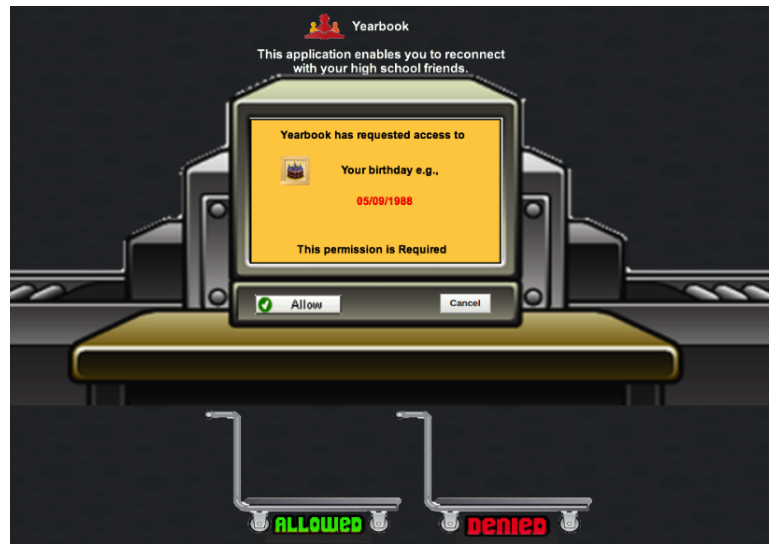 Yearbook
This application enables you to reconnect
with your high school friends.
Yearbook has requested access to
Your birthday e.g.,
05/09/1988
This permission is Required
Allow
Cancel
ALLOWED
DENIED